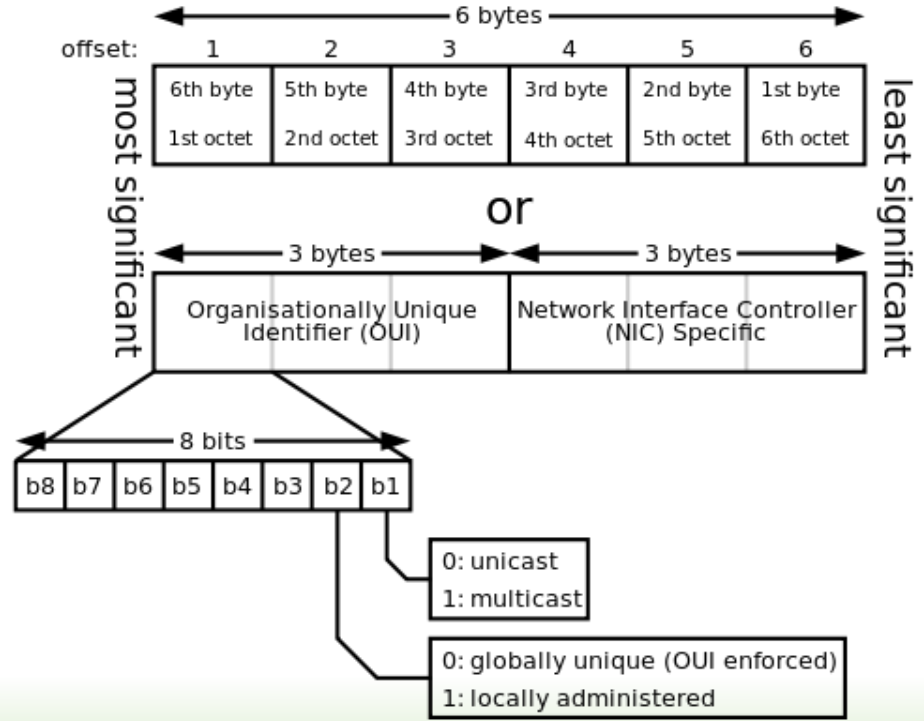 6 bytes
offset: 1 2 3 4 5 6
most significant
6th byte 5th byte 4th byte 3rd byte 2nd byte 1st byte
1st octet 2nd octet 3rd octet 4th octet 5th octet 6th octet
least significant
or
3 bytes 3 bytes
Organisationally Unique
Identifier (OUI)
Network Interface Controller
(NIC) Specific
8 bits
b8 b7 b6 b5 b4 b3 b2 b1
0: unicast
1: multicast
0: globally unique (OUI enforced)
1: locally administered